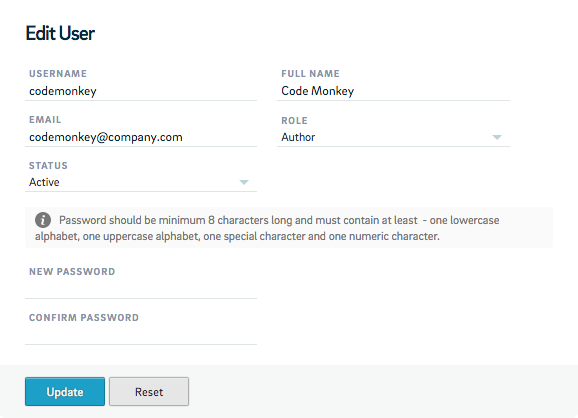 Edit User
USERNAME
codemonkey
FULL NAME
Code Monkey
EMAIL
codemonkey@company.com
ROLE
Author
STATUS
Active
i Password should be minimum 8 characters long and must contain at least - one lowercase
alphabet, one uppercase alphabet, one special character and one numeric character.
NEW PASSWORD
CONFIRM PASSWORD
Update
Reset